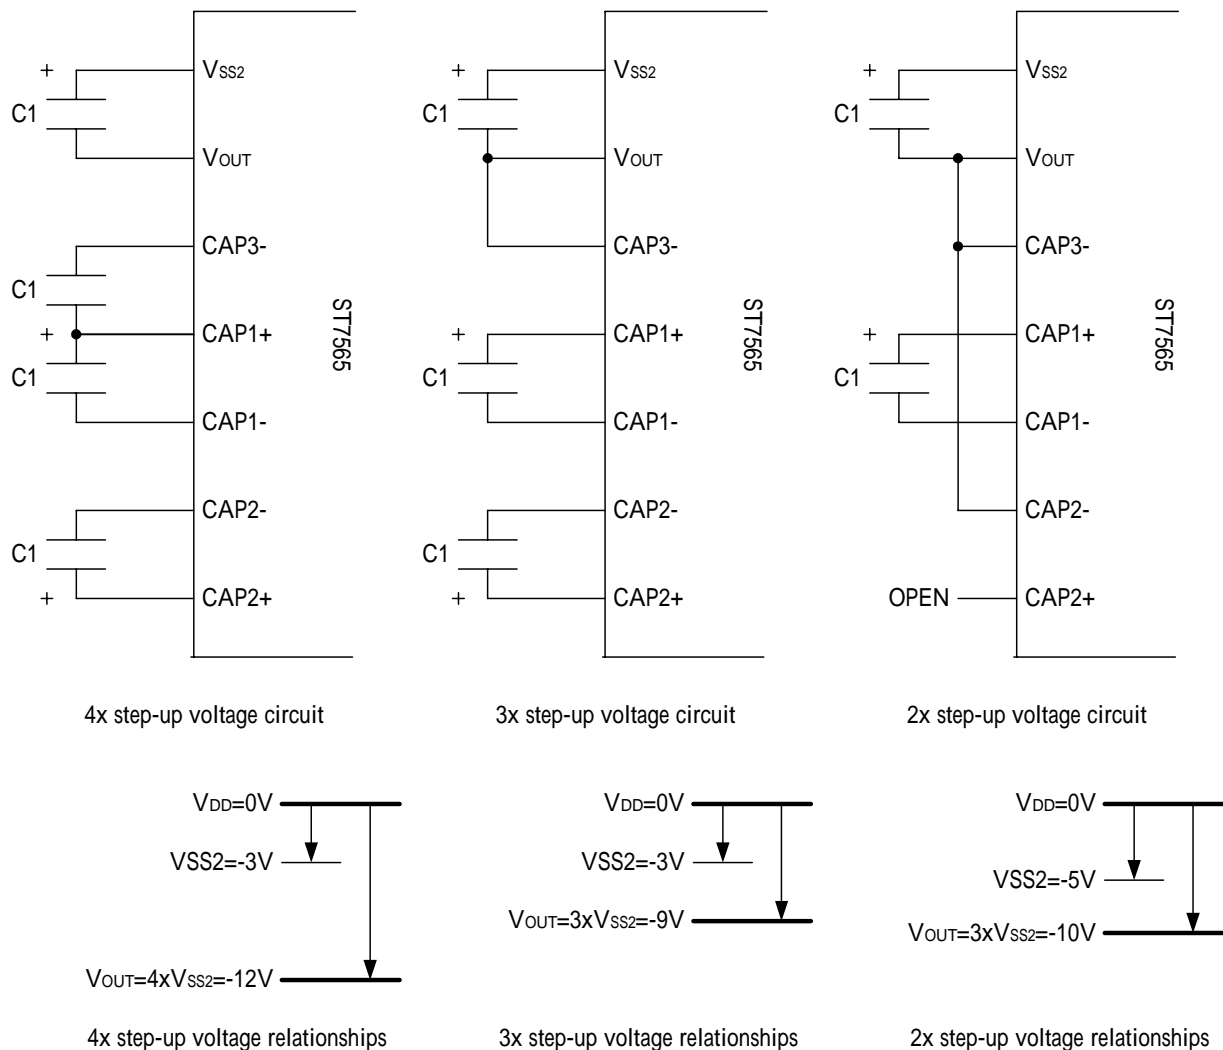 +
VSS2
C1
VOUT
CAP3-
C1
+
CAP1+
C1
CAP1-
CAP2-
C1
+
CAP2+
ST7565
4x step-up voltage circuit
+
VSS2
C1
VOUT
CAP3-
+
CAP1+
C1
CAP1-
CAP2-
C1
+
CAP2+
ST7565
3x step-up voltage circuit
+
VSS2
C1
VOUT
CAP3-
+
CAP1+
C1
CAP1-
CAP2-
OPEN
CAP2+
ST7565
2x step-up voltage circuit
VDD=0V
VSS2=-3V
VOUT=4xVSS2=-12V
4x step-up voltage relationships
VDD=0V
VSS2=-3V
VOUT=3xVSS2=-9V
3x step-up voltage relationships
VDD=0V
VSS2=-5V
VOUT=3xVSS2=-10V
2x step-up voltage relationships